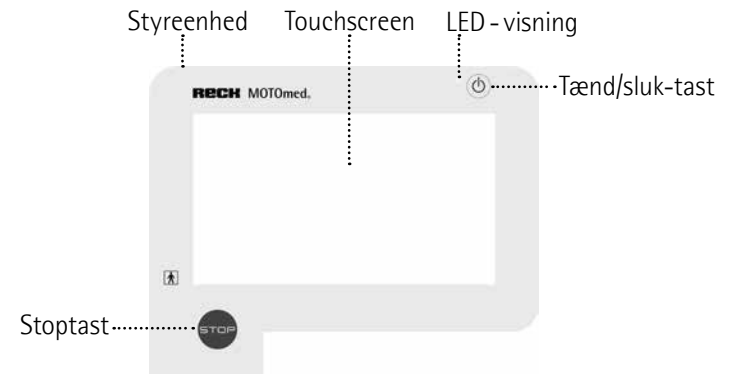 Styreenhed Touchscreen LED - visning
RECK MOTOmed.
Tænd/sluk-tast
Stoptast
STOP